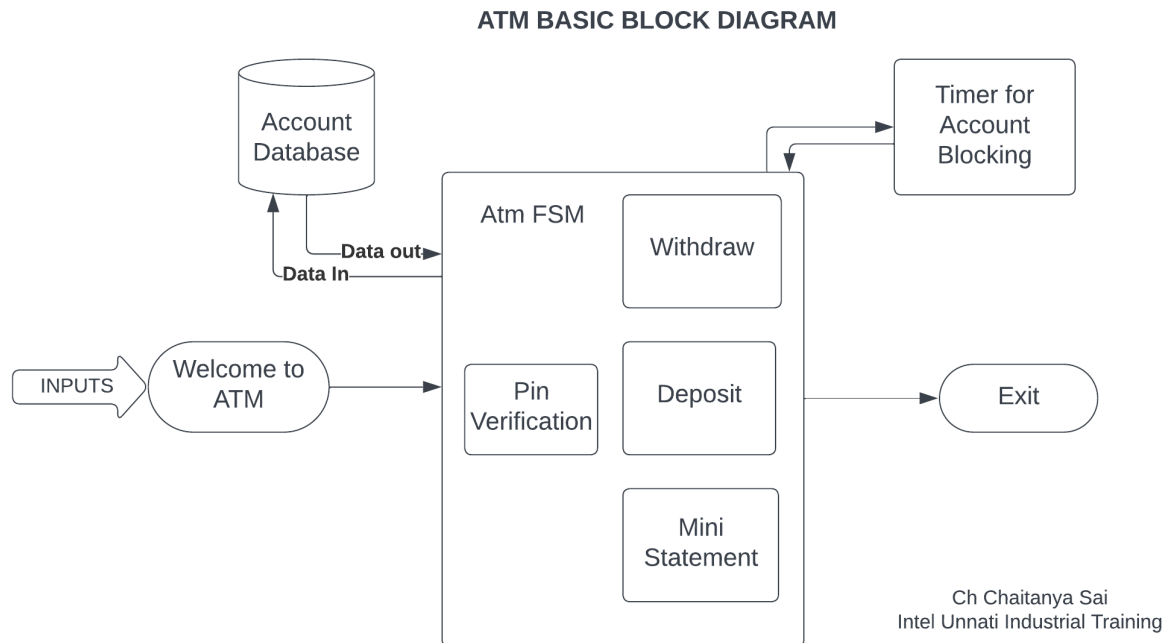 ATM BASIC BLOCK DIAGRAM
Account
Database
Timer for
Account
Blocking
Atm FSM
Withdraw
Data out
Data In
INPUTS
Welcome to
ATM
Pin
Verification
Deposit
Exit
Mini
Statement
Ch Chaitanya Sai
Intel Unnati Industrial Training